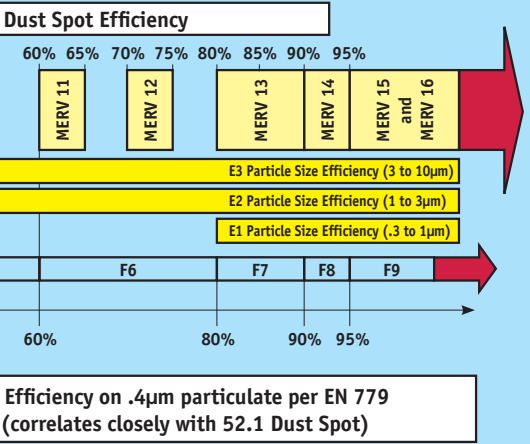 Dust Spot Efficiency
60% 65% 70% 75% 80% 85% 90% 95%
MERV 11
MERV 12
MERV 13
MERV 14
MERV 15
and
MERV 16
E3 Particle Size Efficiency (3 to 10µm)
E2 Particle Size Efficiency (1 to 3µm)
E1 Particle Size Efficiency (.3 to 1µm)
F6 F7 F8 F9
60% 80% 90% 95%
Efficiency on .4µm particulate per EN 779
(correlates closely with 52.1 Dust Spot)